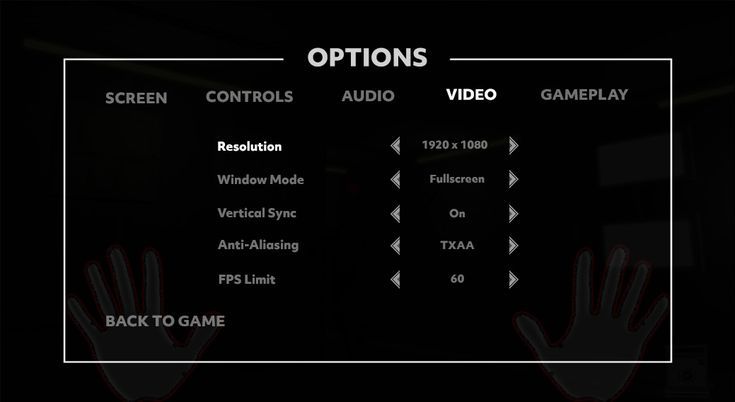 OPTIONS
SCREEN CONTROLS AUDIO VIDEO GAMEPLAY
Resolution 1920 x 1080
Window Mode Fullscreen
Vertical Sync On
Anti-Aliasing TXAA
FPS Limit 60
BACK TO GAME